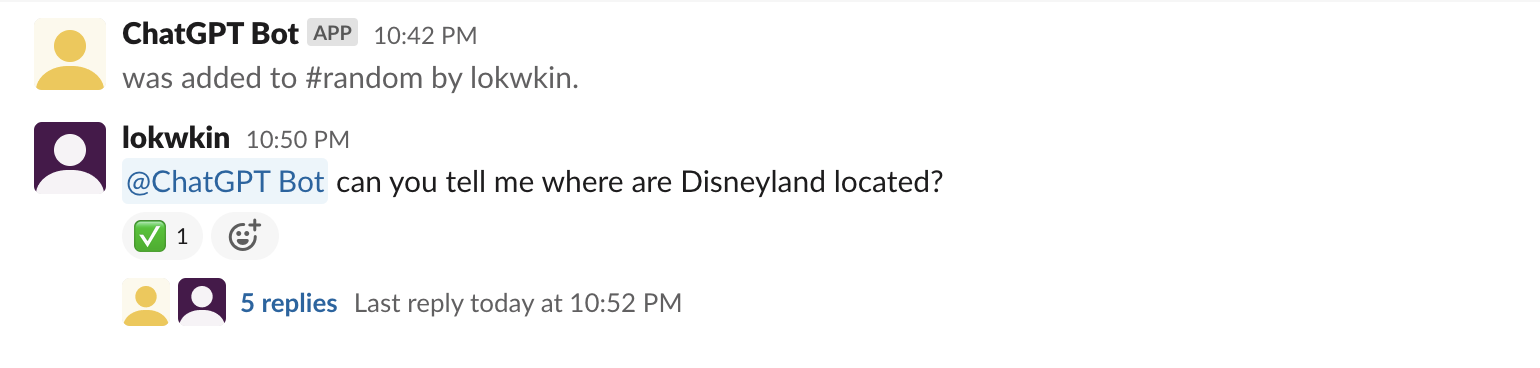 ChatGPT Bot APP 10:42 PM
was added to #random by lokwkin.
lokwkin 10:50 PM
@ChatGPT Bot can you tell me where are Disneyland located?
1
5 replies Last reply today at 10:52 PM